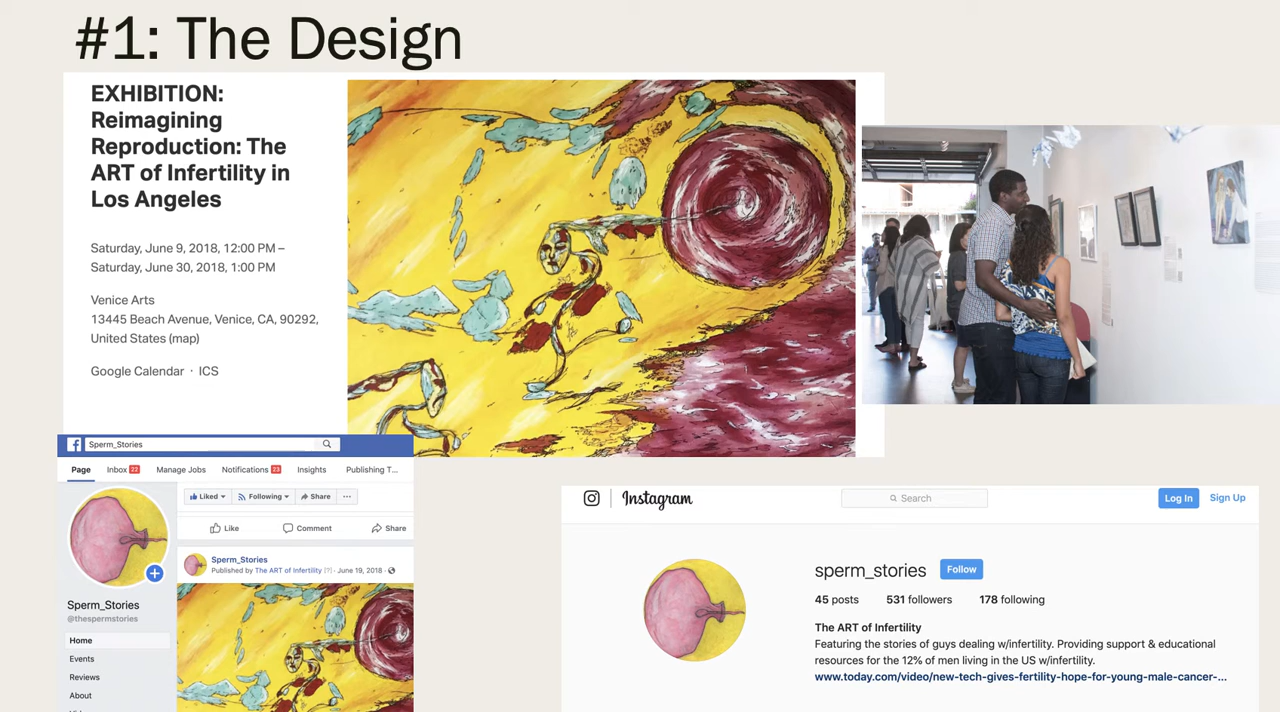 #1: The Design
EXHIBITION:
Reimagining
Reproduction: The
ART of Infertility in
Los Angeles
Saturday, June 9, 2018, 12:00 PM –
Saturday, June 30, 2018, 1:00 PM
Venice Arts
13445 Beach Avenue, Venice, CA, 90292,
United States (map)
Google Calendar · ICS
Sperm_Stories
Page Inbox 22 Manage Jobs Notifications 23 Insights Publishing T...
Liked Following Share ...
Like Comment Share
Sperm_Stories
Published by The ART of Infertility [?] · June 19, 2018 ·
Sperm_Stories
@thespermstories
Home
Events
Reviews
About
Instagram Search Log In Sign Up
sperm_stories Follow
45 posts 531 followers 178 following
The ART of Infertility
Featuring the stories of guys dealing w/infertility. Providing support & educational
resources for the 12% of men living in the US w/infertility.
www.today.com/video/new-tech-gives-fertility-hope-for-young-male-cancer-...